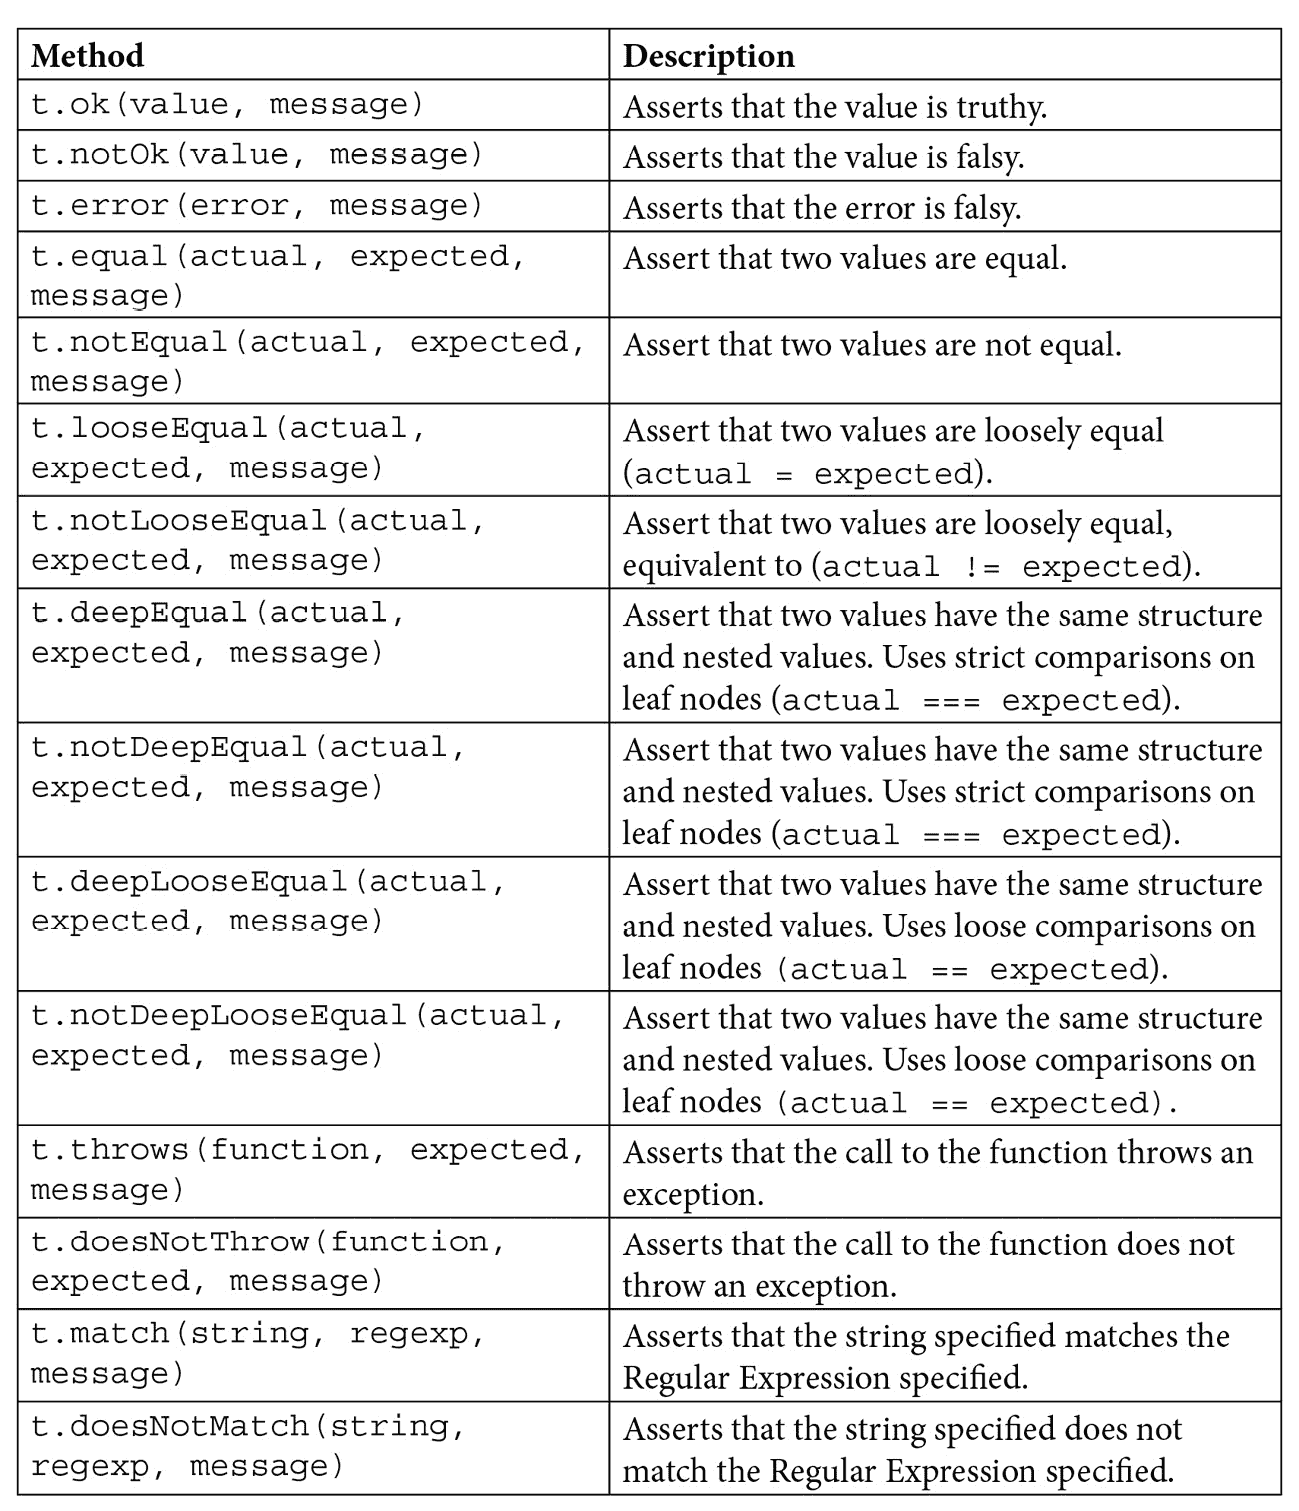 Method
Description
t.ok(value, message)
Asserts that the value is truthy.
t.notOk(value, message)
Asserts that the value is falsy.
t.error(error, message)
Asserts that the error is falsy.
t.equal(actual, expected,
message)
Assert that two values are equal.
t.notEqual(actual, expected,
message)
Assert that two values are not equal.
t.looseEqual(actual,
expected, message)
Assert that two values are loosely equal
(actual = expected).
t.notLooseEqual(actual,
expected, message)
Assert that two values are loosely equal,
equivalent to (actual != expected).
t.deepEqual(actual,
expected, message)
Assert that two values have the same structure
and nested values. Uses strict comparisons on
leaf nodes (actual === expected).
t.notDeepEqual(actual,
expected, message)
Assert that two values have the same structure
and nested values. Uses strict comparisons on
leaf nodes (actual === expected).
t.deepLooseEqual(actual,
expected, message)
Assert that two values have the same structure
and nested values. Uses loose comparisons on
leaf nodes (actual == expected).
t.notDeepLooseEqual(actual,
expected, message)
Assert that two values have the same structure
and nested values. Uses loose comparisons on
leaf nodes (actual == expected).
t.throws(function, expected,
message)
Asserts that the call to the function throws an
exception.
t.doesNotThrow(function,
expected, message)
Asserts that the call to the function does not
throw an exception.
t.match(string, regexp,
message)
Asserts that the string specified matches the
Regular Expression specified.
t.doesNotMatch(string,
regexp, message)
Asserts that the string specified does not
match the Regular Expression specified.